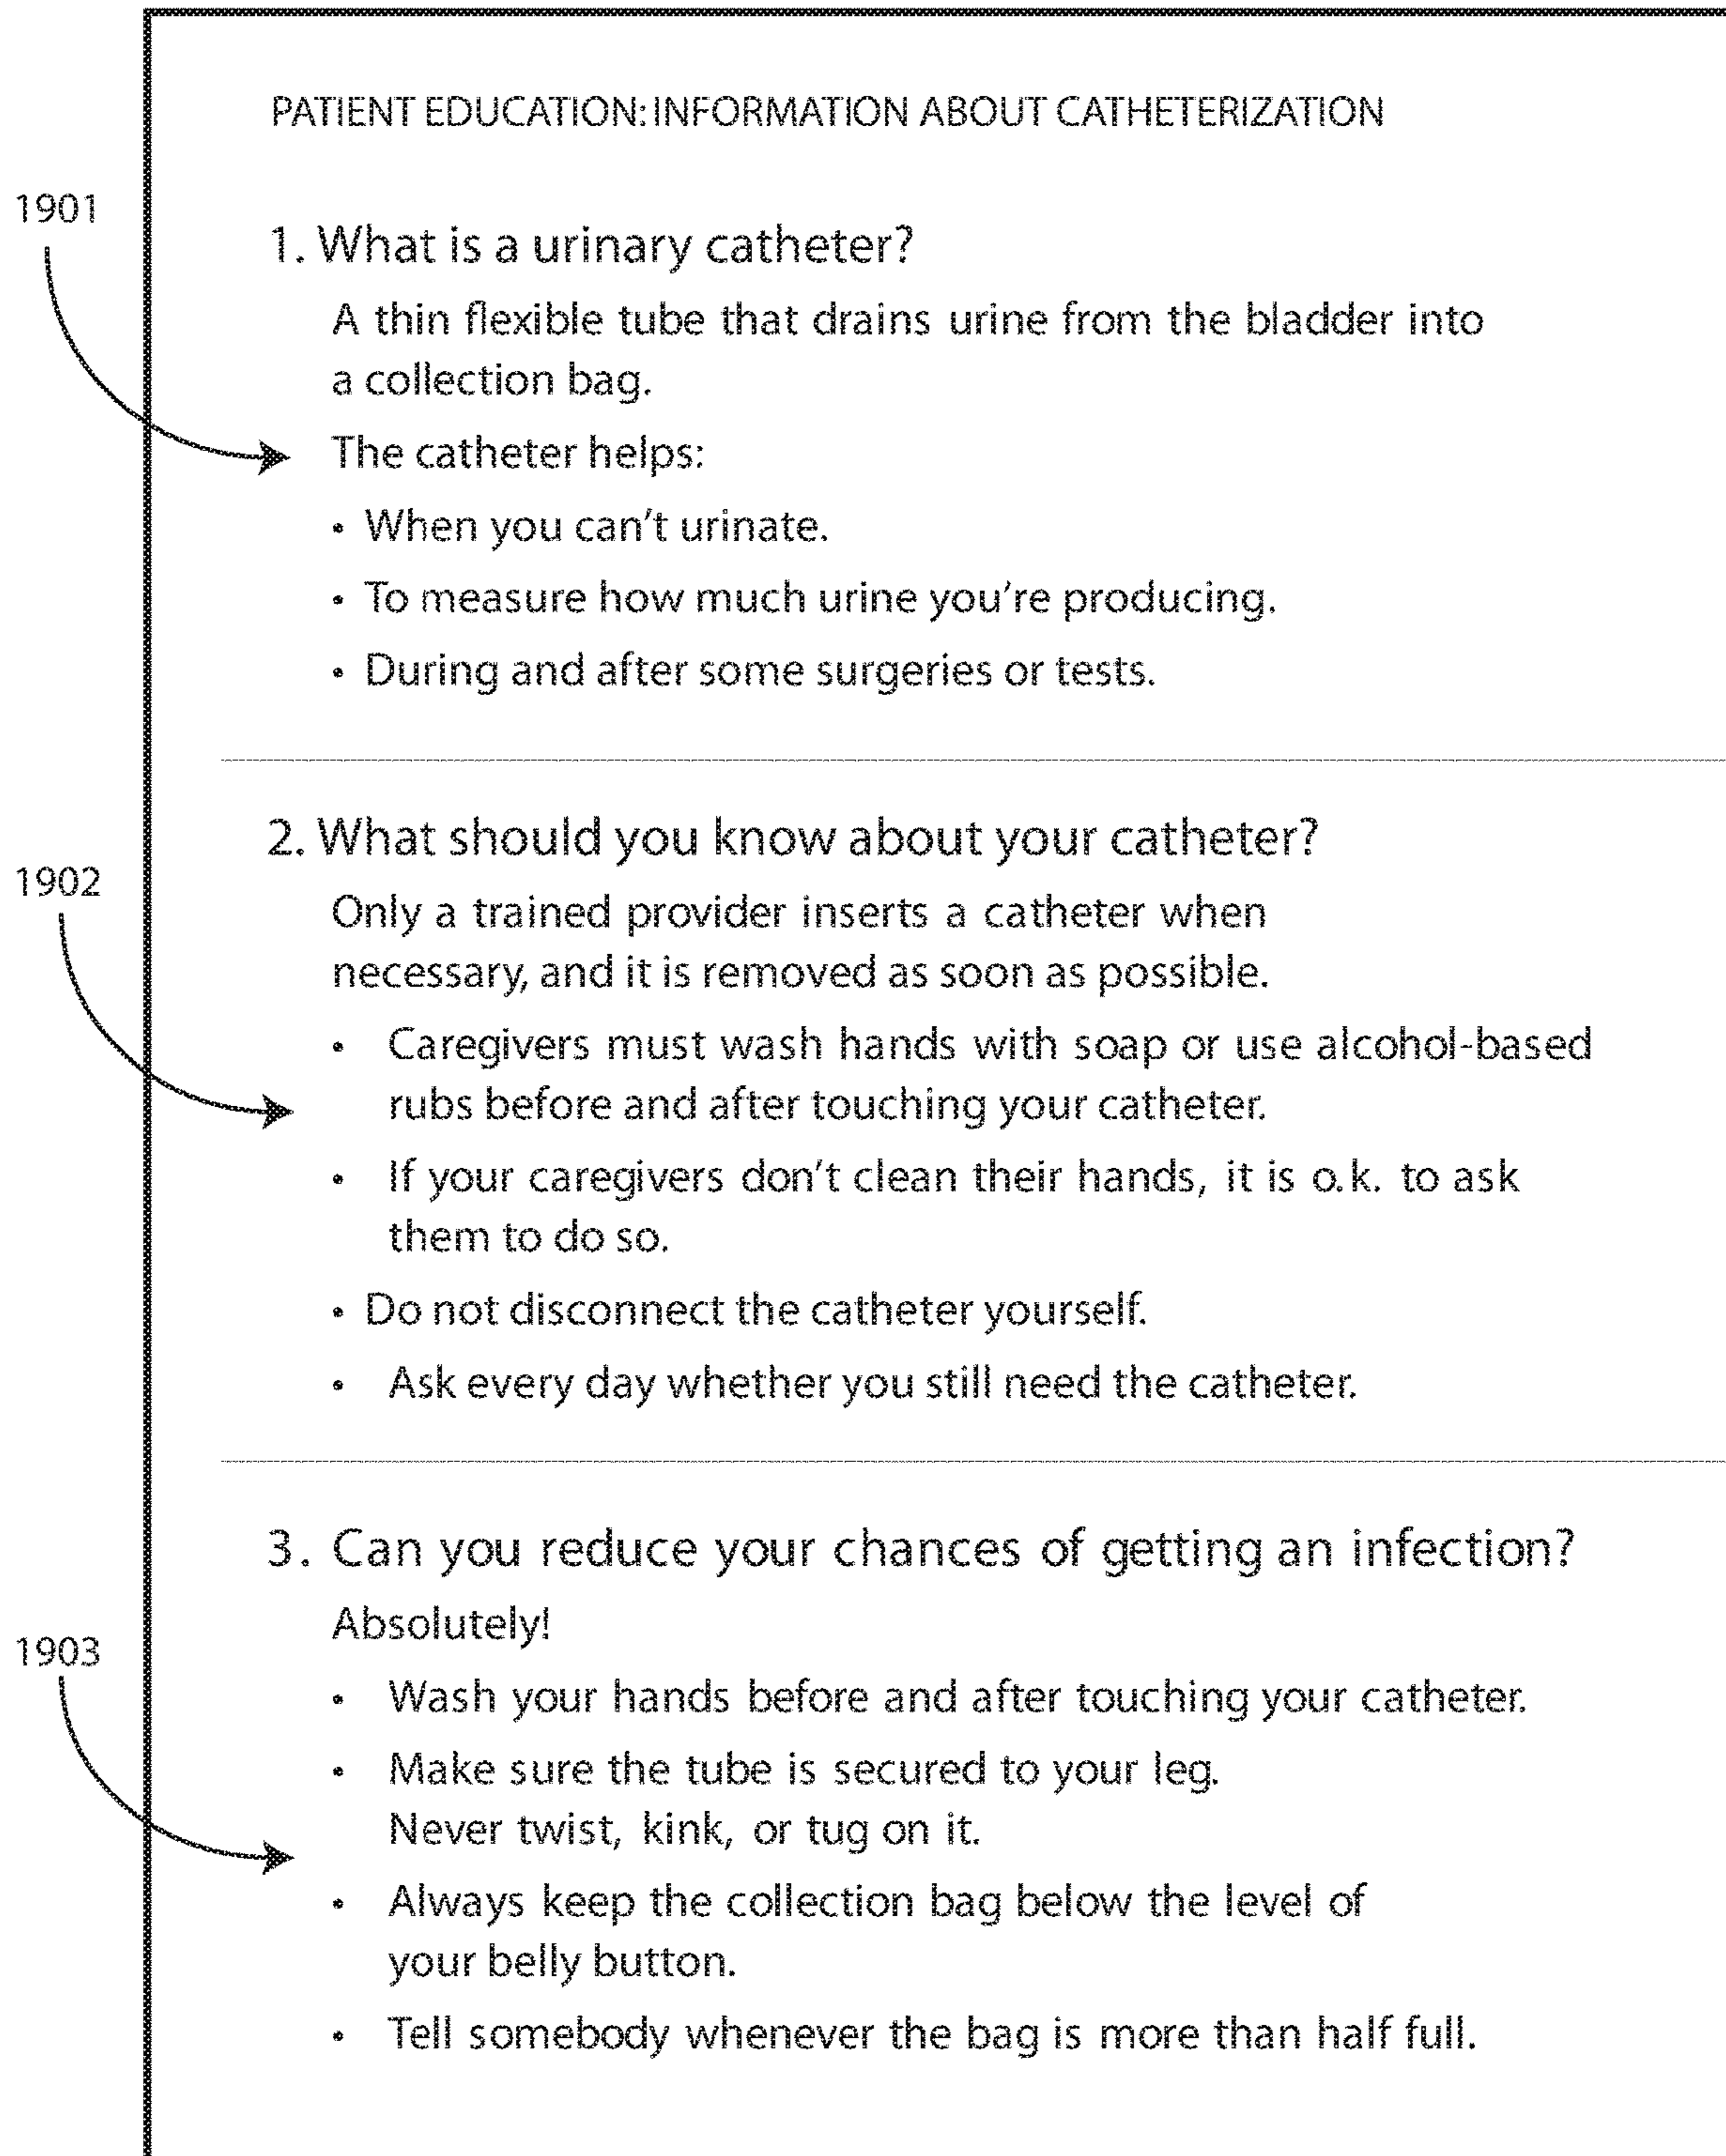 PATIENT EDUCATION: INFORMATION ABOUT CATHETERIZATION
1901
1. What is a urinary catheter?
A thin flexible tube that drains urine from the bladder into
a collection bag.
The catheter helps:
• When you can't urinate.
• To measure how much urine you're producing.
• During and after some surgeries or tests.
2. What should you know about your catheter?
1902
Only a trained provider inserts a catheter when
necessary, and it is removed as soon as possible.
• Caregivers must wash hands with soap or use alcohol-based
rubs before and after touching your catheter.
• If your caregivers don't clean their hands, it is o.k. to ask
them to do so.
• Do not disconnect the catheter yourself.
• Ask every day whether you still need the catheter.
3. Can you reduce your chances of getting an infection?
Absolutely!
1903
• Wash your hands before and after touching your catheter.
• Make sure the tube is secured to your leg.
Never twist, kink, or tug on it.
• Always keep the collection bag below the level of
your belly button.
• Tell somebody whenever the bag is more than half full.